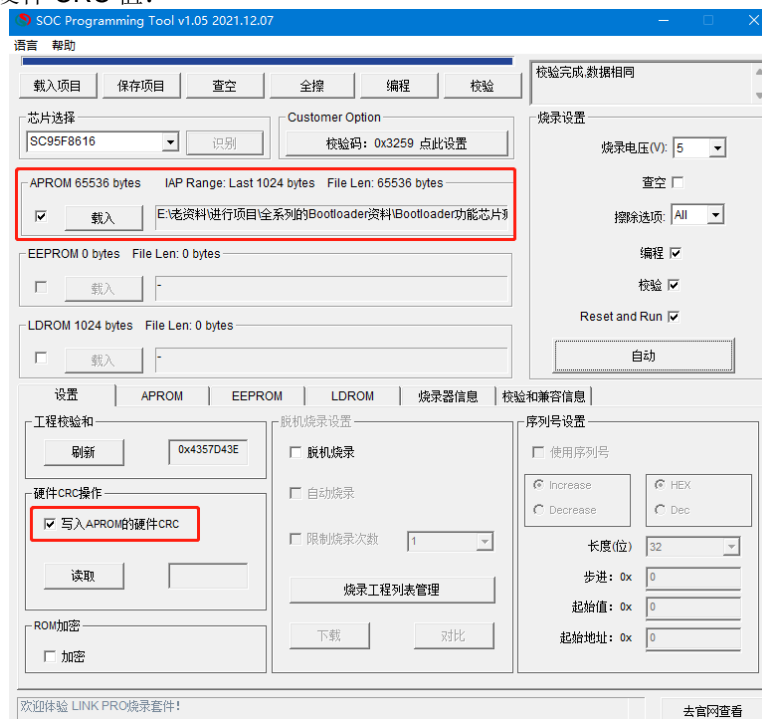 SOC Programming Tool v1.05 2021.12.07
语言 帮助
载入项目 保存项目 查空 全擦 编程 校验
校验完成,数据相同
芯片选择
SC95F8616 识别
Customer Option
校验码: 0x3259 点此设置
烧录设置
烧录电压(V): 5
查空
擦除选项: All
编程
校验
Reset and Run
自动
APROM 65536 bytes IAP Range: Last 1024 bytes File Len: 65536 bytes
载入 E:\老资料\进行项目\全系列的Bootloader资料\Bootloader功能芯片
EEPROM 0 bytes File Len: 0 bytes
载入 -
LDROM 1024 bytes File Len: 0 bytes
载入 -
设置 APROM EEPROM LDROM 烧录器信息 校验和兼容信息
工程校验和
刷新 0x4357D43E
硬件CRC操作
写入APROM的硬件CRC
读取
ROM加密
加密
脱机烧录设置
脱机烧录
自动烧录
限制烧录次数 1
烧录工程列表管理
下载 对比
序列号设置
使用序列号
Increase HEX
Decrease Dec
长度(位) 32
步进: 0x 0
起始值: 0x 0
起始地址: 0x 0
欢迎体验 LINK PRO烧录套件!
去官网查看